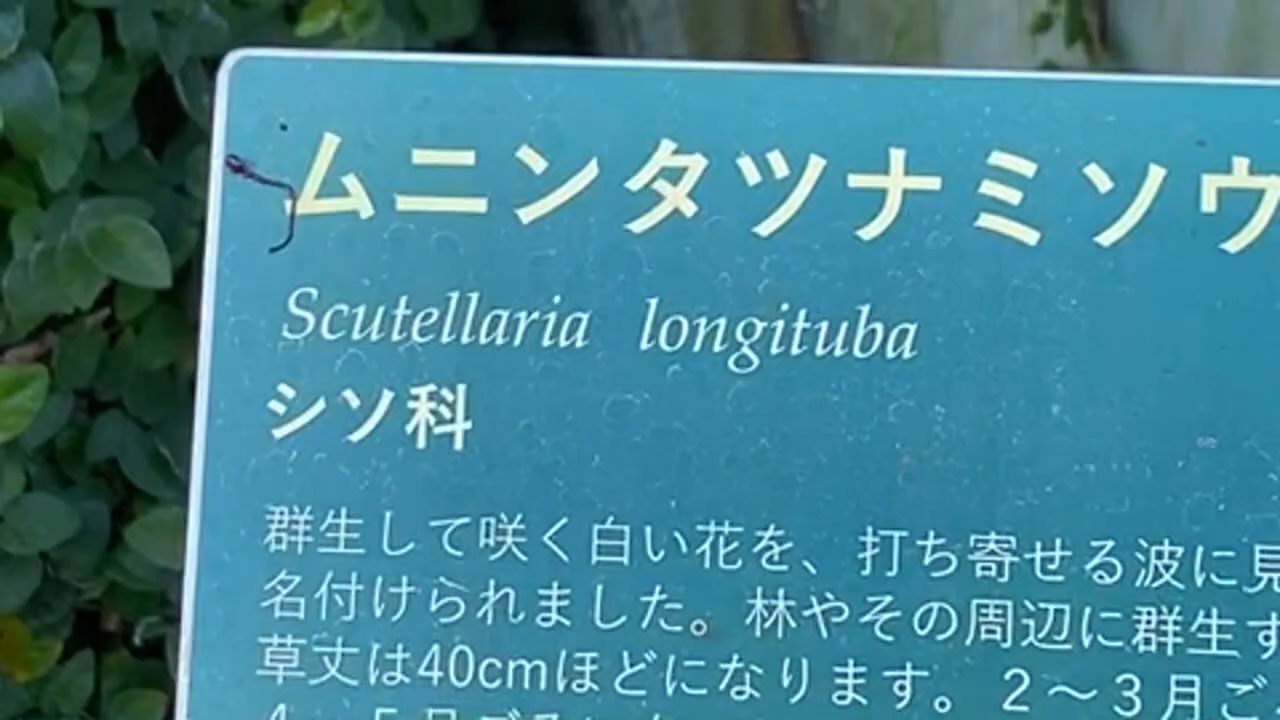 ムニンタツナミソウ
Scutellaria longituba
シソ科
群生して咲く白い花を、打ち寄せる波に見
名付けられました。林やその周辺に群生す
草丈は40cmほどになります。2～3月ご